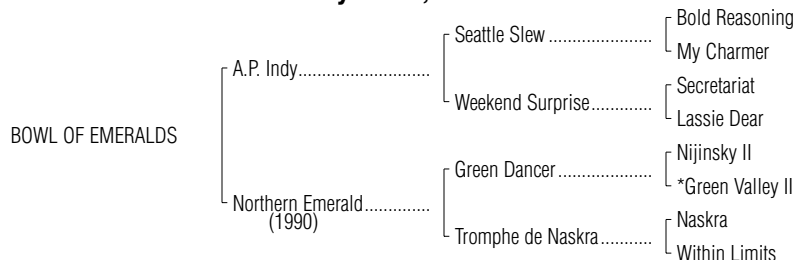 Seattle Slew ......................
Bold Reasoning
My Charmer
A.P. Indy............................
Weekend Surprise.............
Secretariat
Lassie Dear
BOWL OF EMERALDS
Green Dancer ....................
Nijinsky II
*Green Valley II
Northern Emerald..............
(1990)
Tromphe de Naskra...........
Naskra
Within Limits